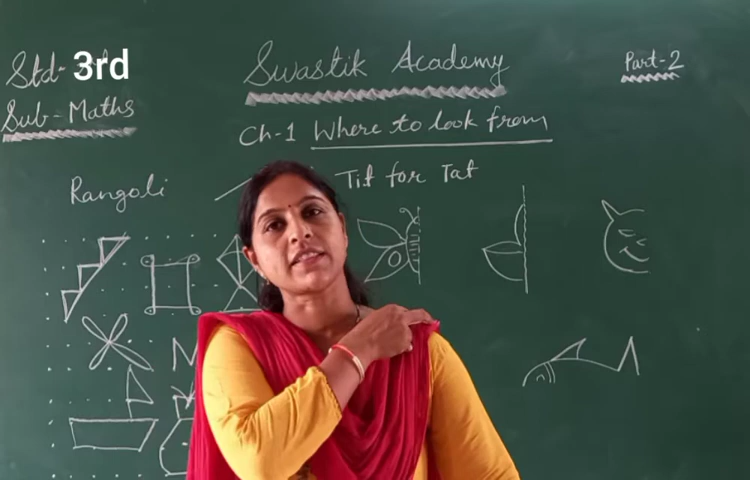 Std- 3rd
Swastik Academy
Part-2
Sub-Maths
Ch-1 Where to look from
Rangoli
Tit for Tat